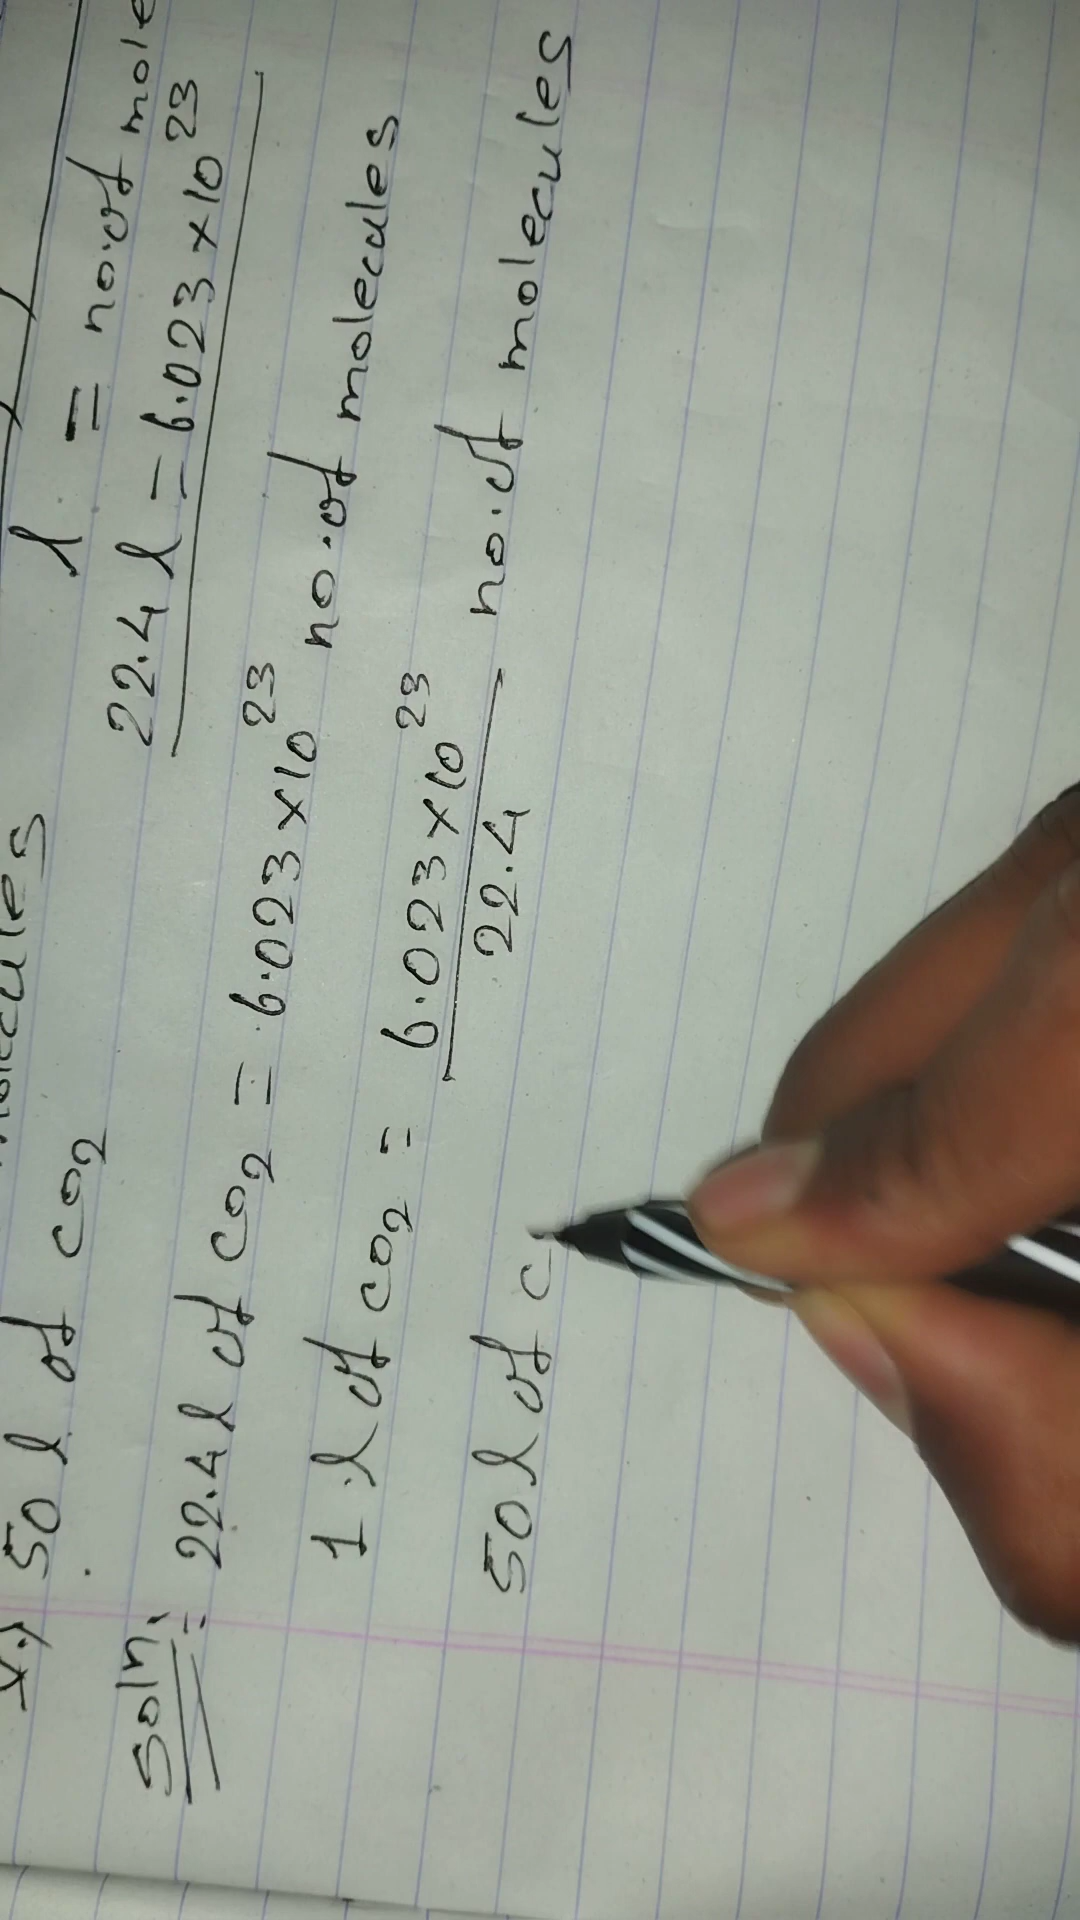 molecules
v.) 50 l of co2
l = no.of mole
22.4 l = 6.023 × 10^23
Soln, = 22.4 l of co2 = 6.023 × 10^23 no.of molecules
1 l of co2 = 6.023 × 10^23 / 22.4 no.of molecules
50 l of c